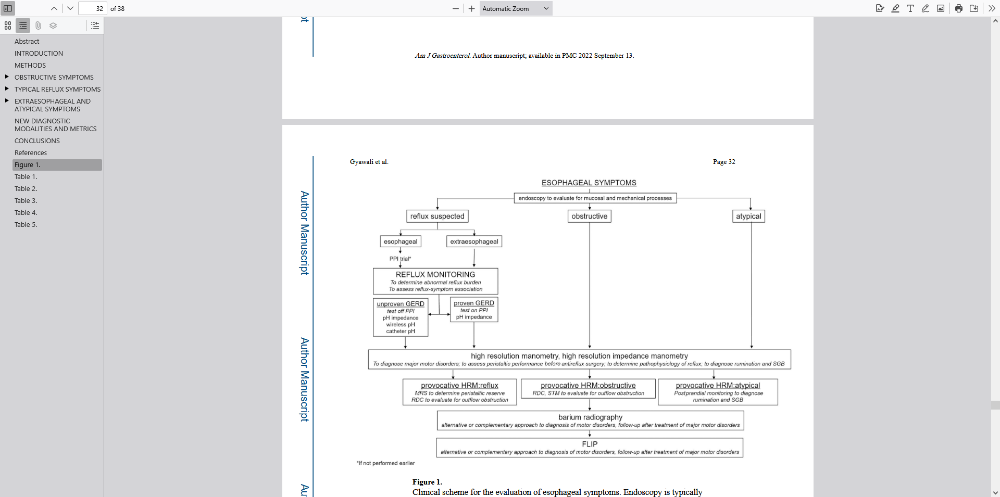 32 of 38
Automatic Zoom
Abstract
INTRODUCTION
METHODS
OBSTRUCTIVE SYMPTOMS
TYPICAL REFLUX SYMPTOMS
EXTRAESOPHAGEAL AND
ATYPICAL SYMPTOMS
NEW DIAGNOSTIC
MODALITIES AND METRICS
CONCLUSIONS
References
Figure 1.
Table 1.
Table 2.
Table 3.
Table 4.
Table 5.
pt
Am J Gastroenterol. Author manuscript; available in PMC 2022 September 13.
Gyawali et al.
Page 32
Author Manuscript
Author Manuscript
Au
ESOPHAGEAL SYMPTOMS
endoscopy to evaluate for mucosal and mechanical processes
reflux suspected
obstructive
atypical
esophageal
extraesophageal
PPI trial*
REFLUX MONITORING
To determine abnormal reflux burden
To assess reflux-symptom association
unproven GERD
test off PPI
pH impedance
wireless pH
catheter pH
proven GERD
test on PPI
pH impedance
high resolution manometry, high resolution impedance manometry
To diagnose major motor disorders; to assess peristaltic performance before antireflux surgery; to determine pathophysiology of reflux; to diagnose rumination and SGB
provocative HRM:reflux
MRS to determine peristaltic reserve
RDC to evaluate for outflow obstruction
provocative HRM:obstructive
RDC, STM to evaluate for outflow obstruction
provocative HRM:atypical
Postprandial monitoring to diagnose
rumination and SGB
barium radiography
alternative or complementary approach to diagnosis of motor disorders, follow-up after treatment of major motor disorders
FLIP
alternative or complementary approach to diagnosis of motor disorders, follow-up after treatment of major motor disorders
*If not performed earlier
Figure 1.
Clinical scheme for the evaluation of esophageal symptoms. Endoscopy is typically